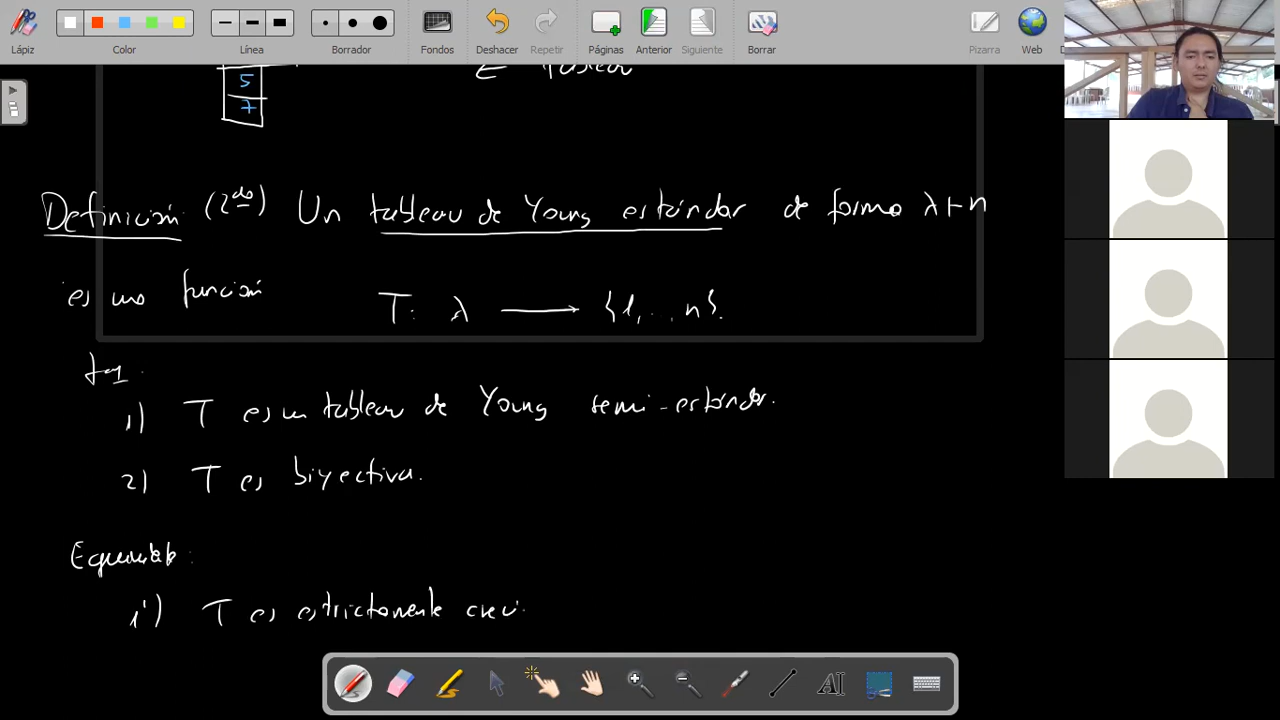 Lápiz Color Línea Borrador Fondos Deshacer Repetir Páginas Anterior Siguiente Borrar Pizarra Web
5
7
Definición (2da) Un tableau de Young estándar de forma λ⊢n
es una función T: λ ⟶ {1,...,n}.
t.q.
1) T es un tableau de Young semi-estándar.
2) T es biyectiva.
1') T es estrictamente creci
AI